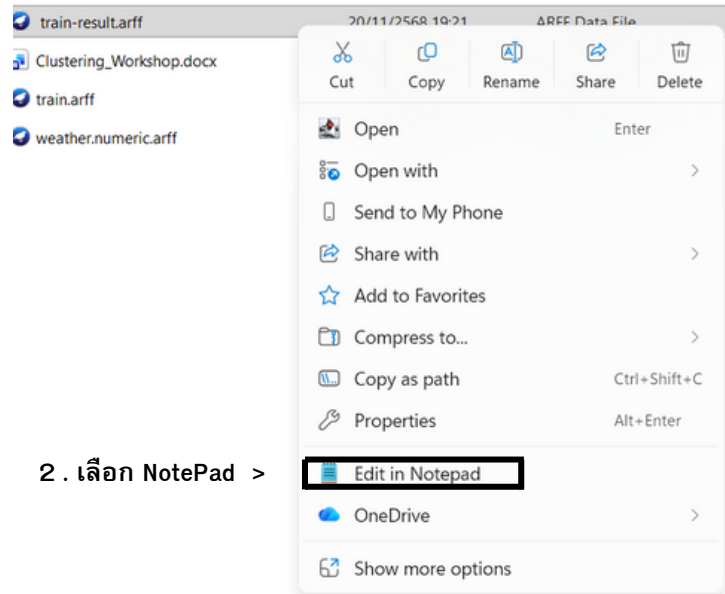 train-result.arff 20/11/2568 19:21 ARFF Data File
Clustering_Workshop.docx
train.arff
weather.numeric.arff
Cut Copy Rename Share Delete
Open Enter
Open with >
Send to My Phone
Share with >
Add to Favorites
Compress to... >
Copy as path Ctrl+Shift+C
Properties Alt+Enter
2 . เลือก NotePad > Edit in Notepad
OneDrive >
Show more options